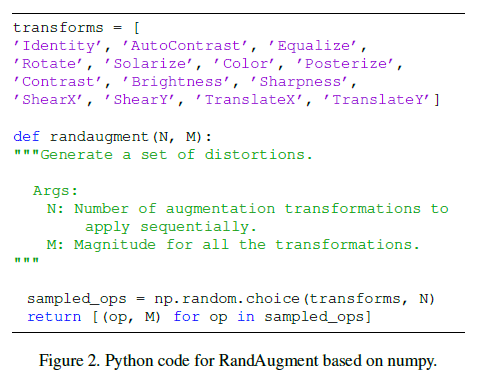 transforms = [
'Identity', 'AutoContrast', 'Equalize',
'Rotate', 'Solarize', 'Color', 'Posterize',
'Contrast', 'Brightness', 'Sharpness',
'ShearX', 'ShearY', 'TranslateX', 'TranslateY']
def randaugment(N, M):
"""Generate a set of distortions.
Args:
N: Number of augmentation transformations to
apply sequentially.
M: Magnitude for all the transformations.
"""
sampled_ops = np.random.choice(transforms, N)
return [(op, M) for op in sampled_ops]
Figure 2. Python code for RandAugment based on numpy.